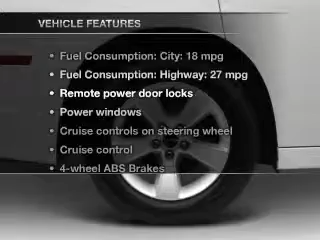 VEHICLE FEATURES
• Fuel Consumption: City: 18 mpg
• Fuel Consumption: Highway: 27 mpg
• Remote power door locks
• Power windows
• Cruise controls on steering wheel
• Cruise control
• 4-wheel ABS Brakes